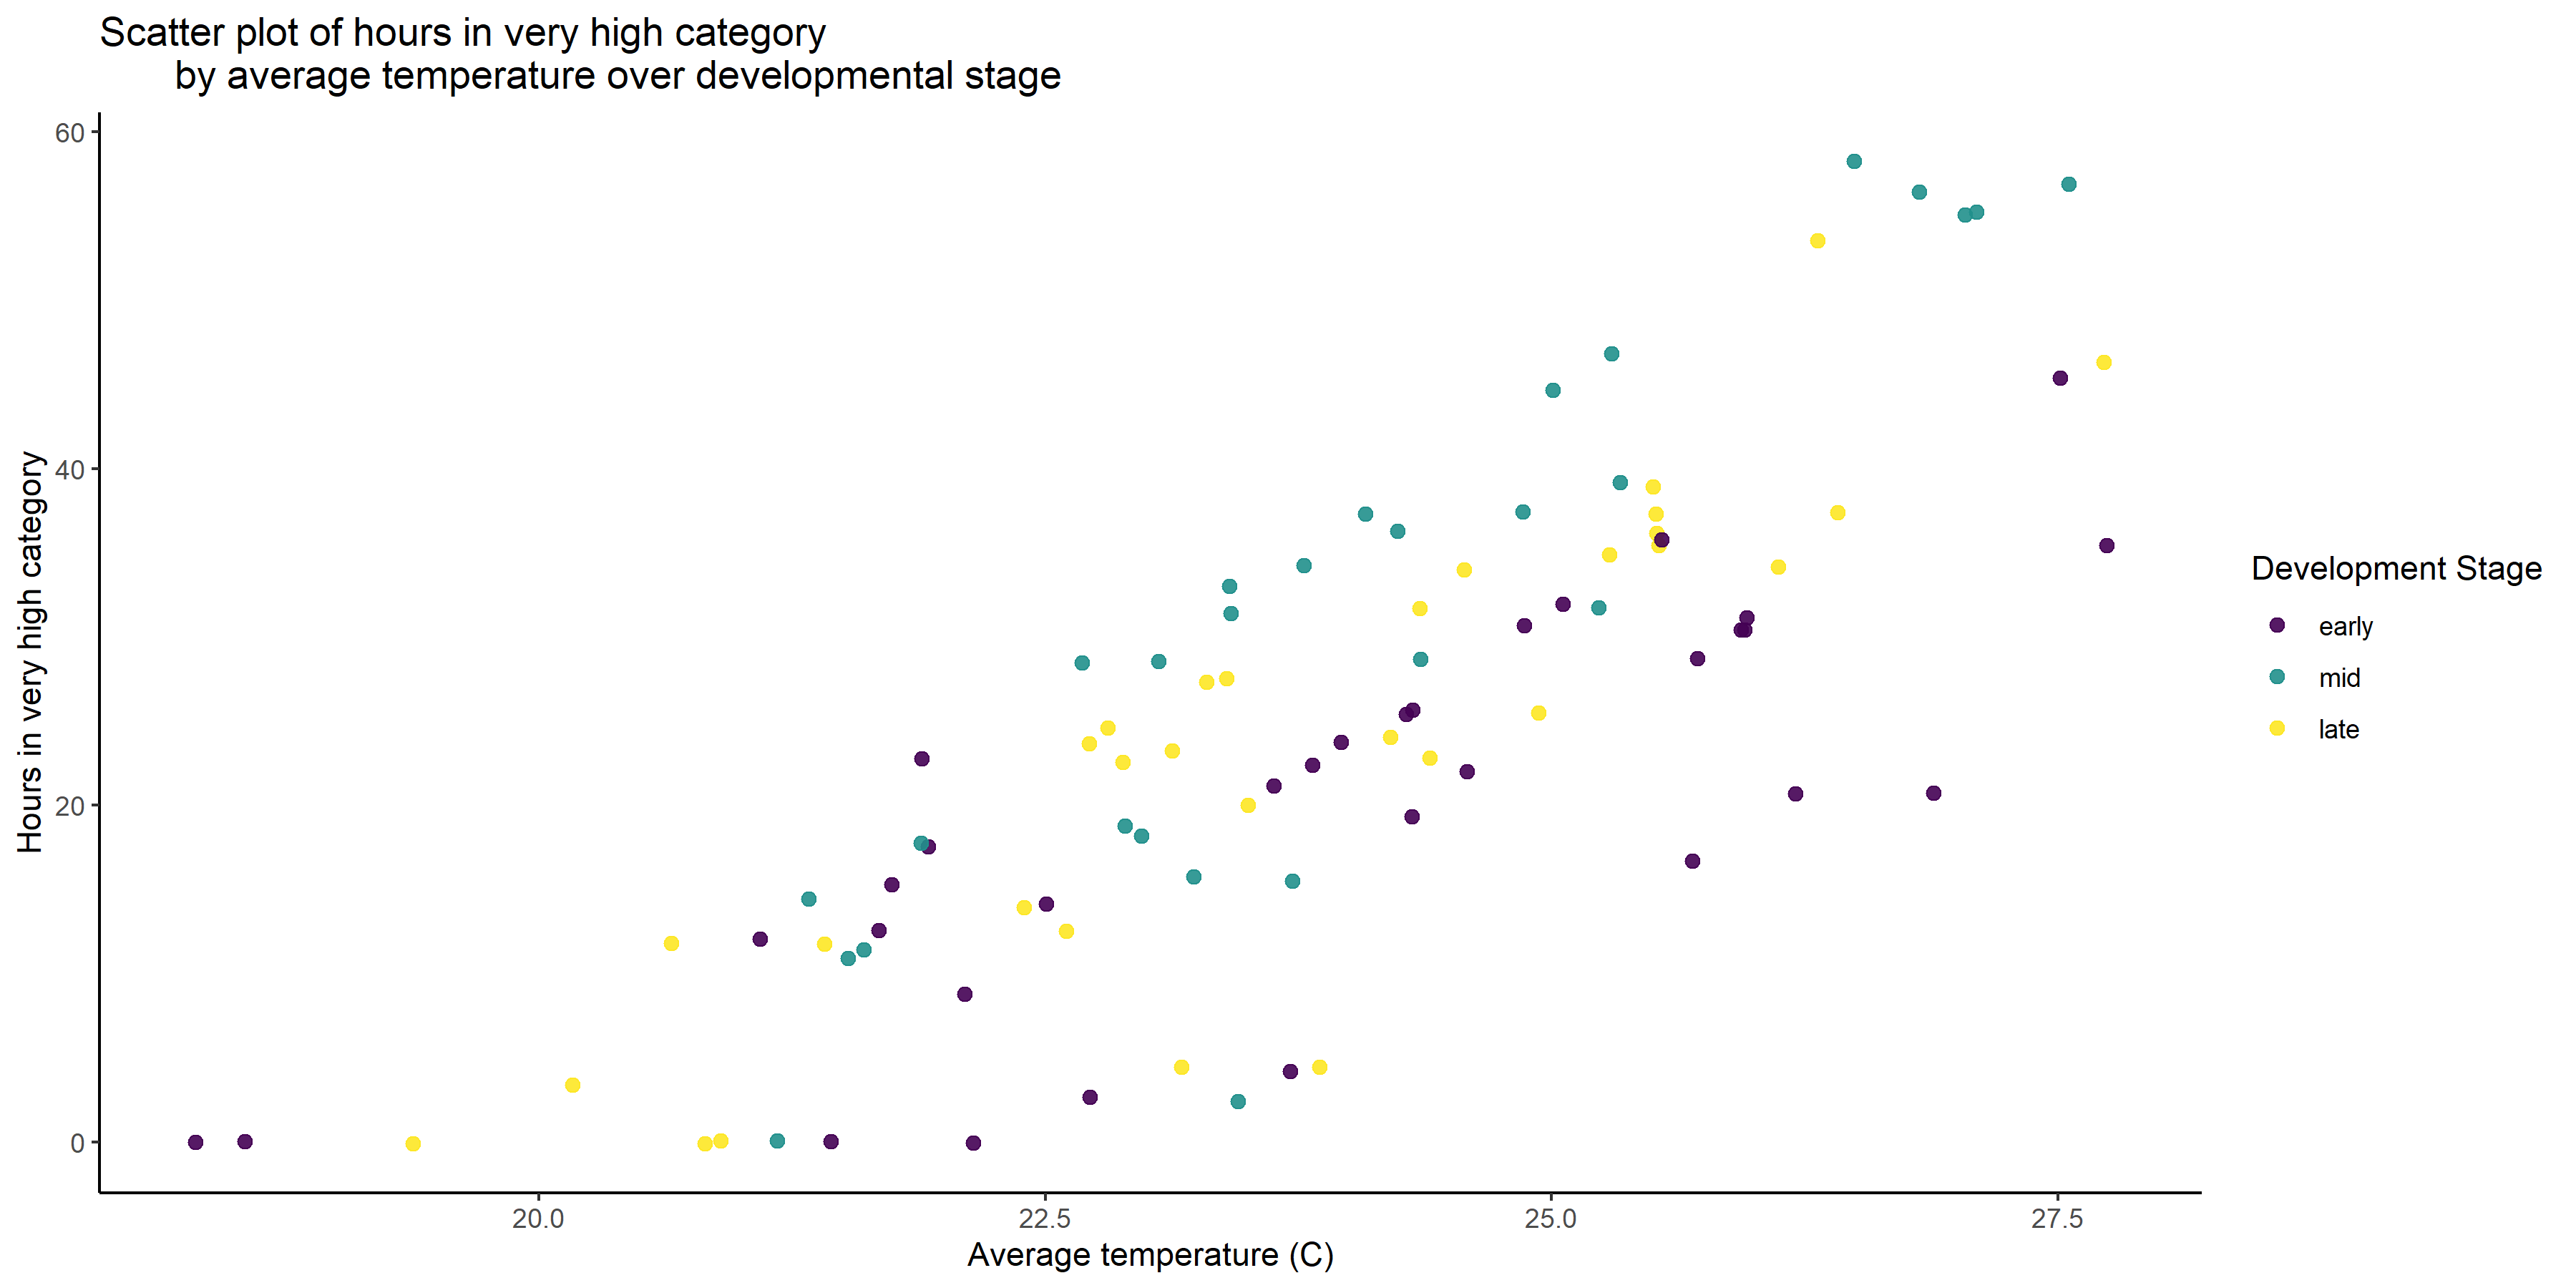 Scatter plot of hours in very high category
by average temperature over developmental stage
60
40
20
0
Hours in very high category
20.0
22.5
25.0
27.5
Average temperature (C)
Development Stage
early
mid
late